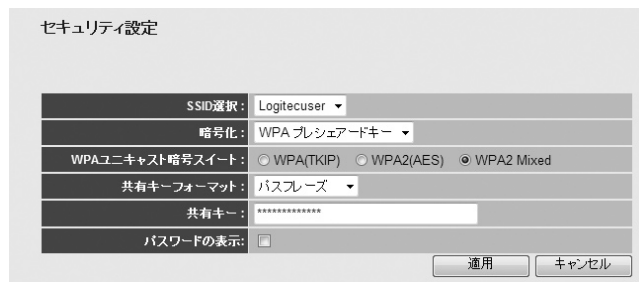 セキュリティ設定
SSID選択： Logitecuser
暗号化： WPA プレシェアードキー
WPAユニキャスト暗号スイート： WPA(TKIP) WPA2(AES) WPA2 Mixed
共有キーフォーマット： パスフレーズ
共有キー： *************
パスワードの表示:
適用 キャンセル